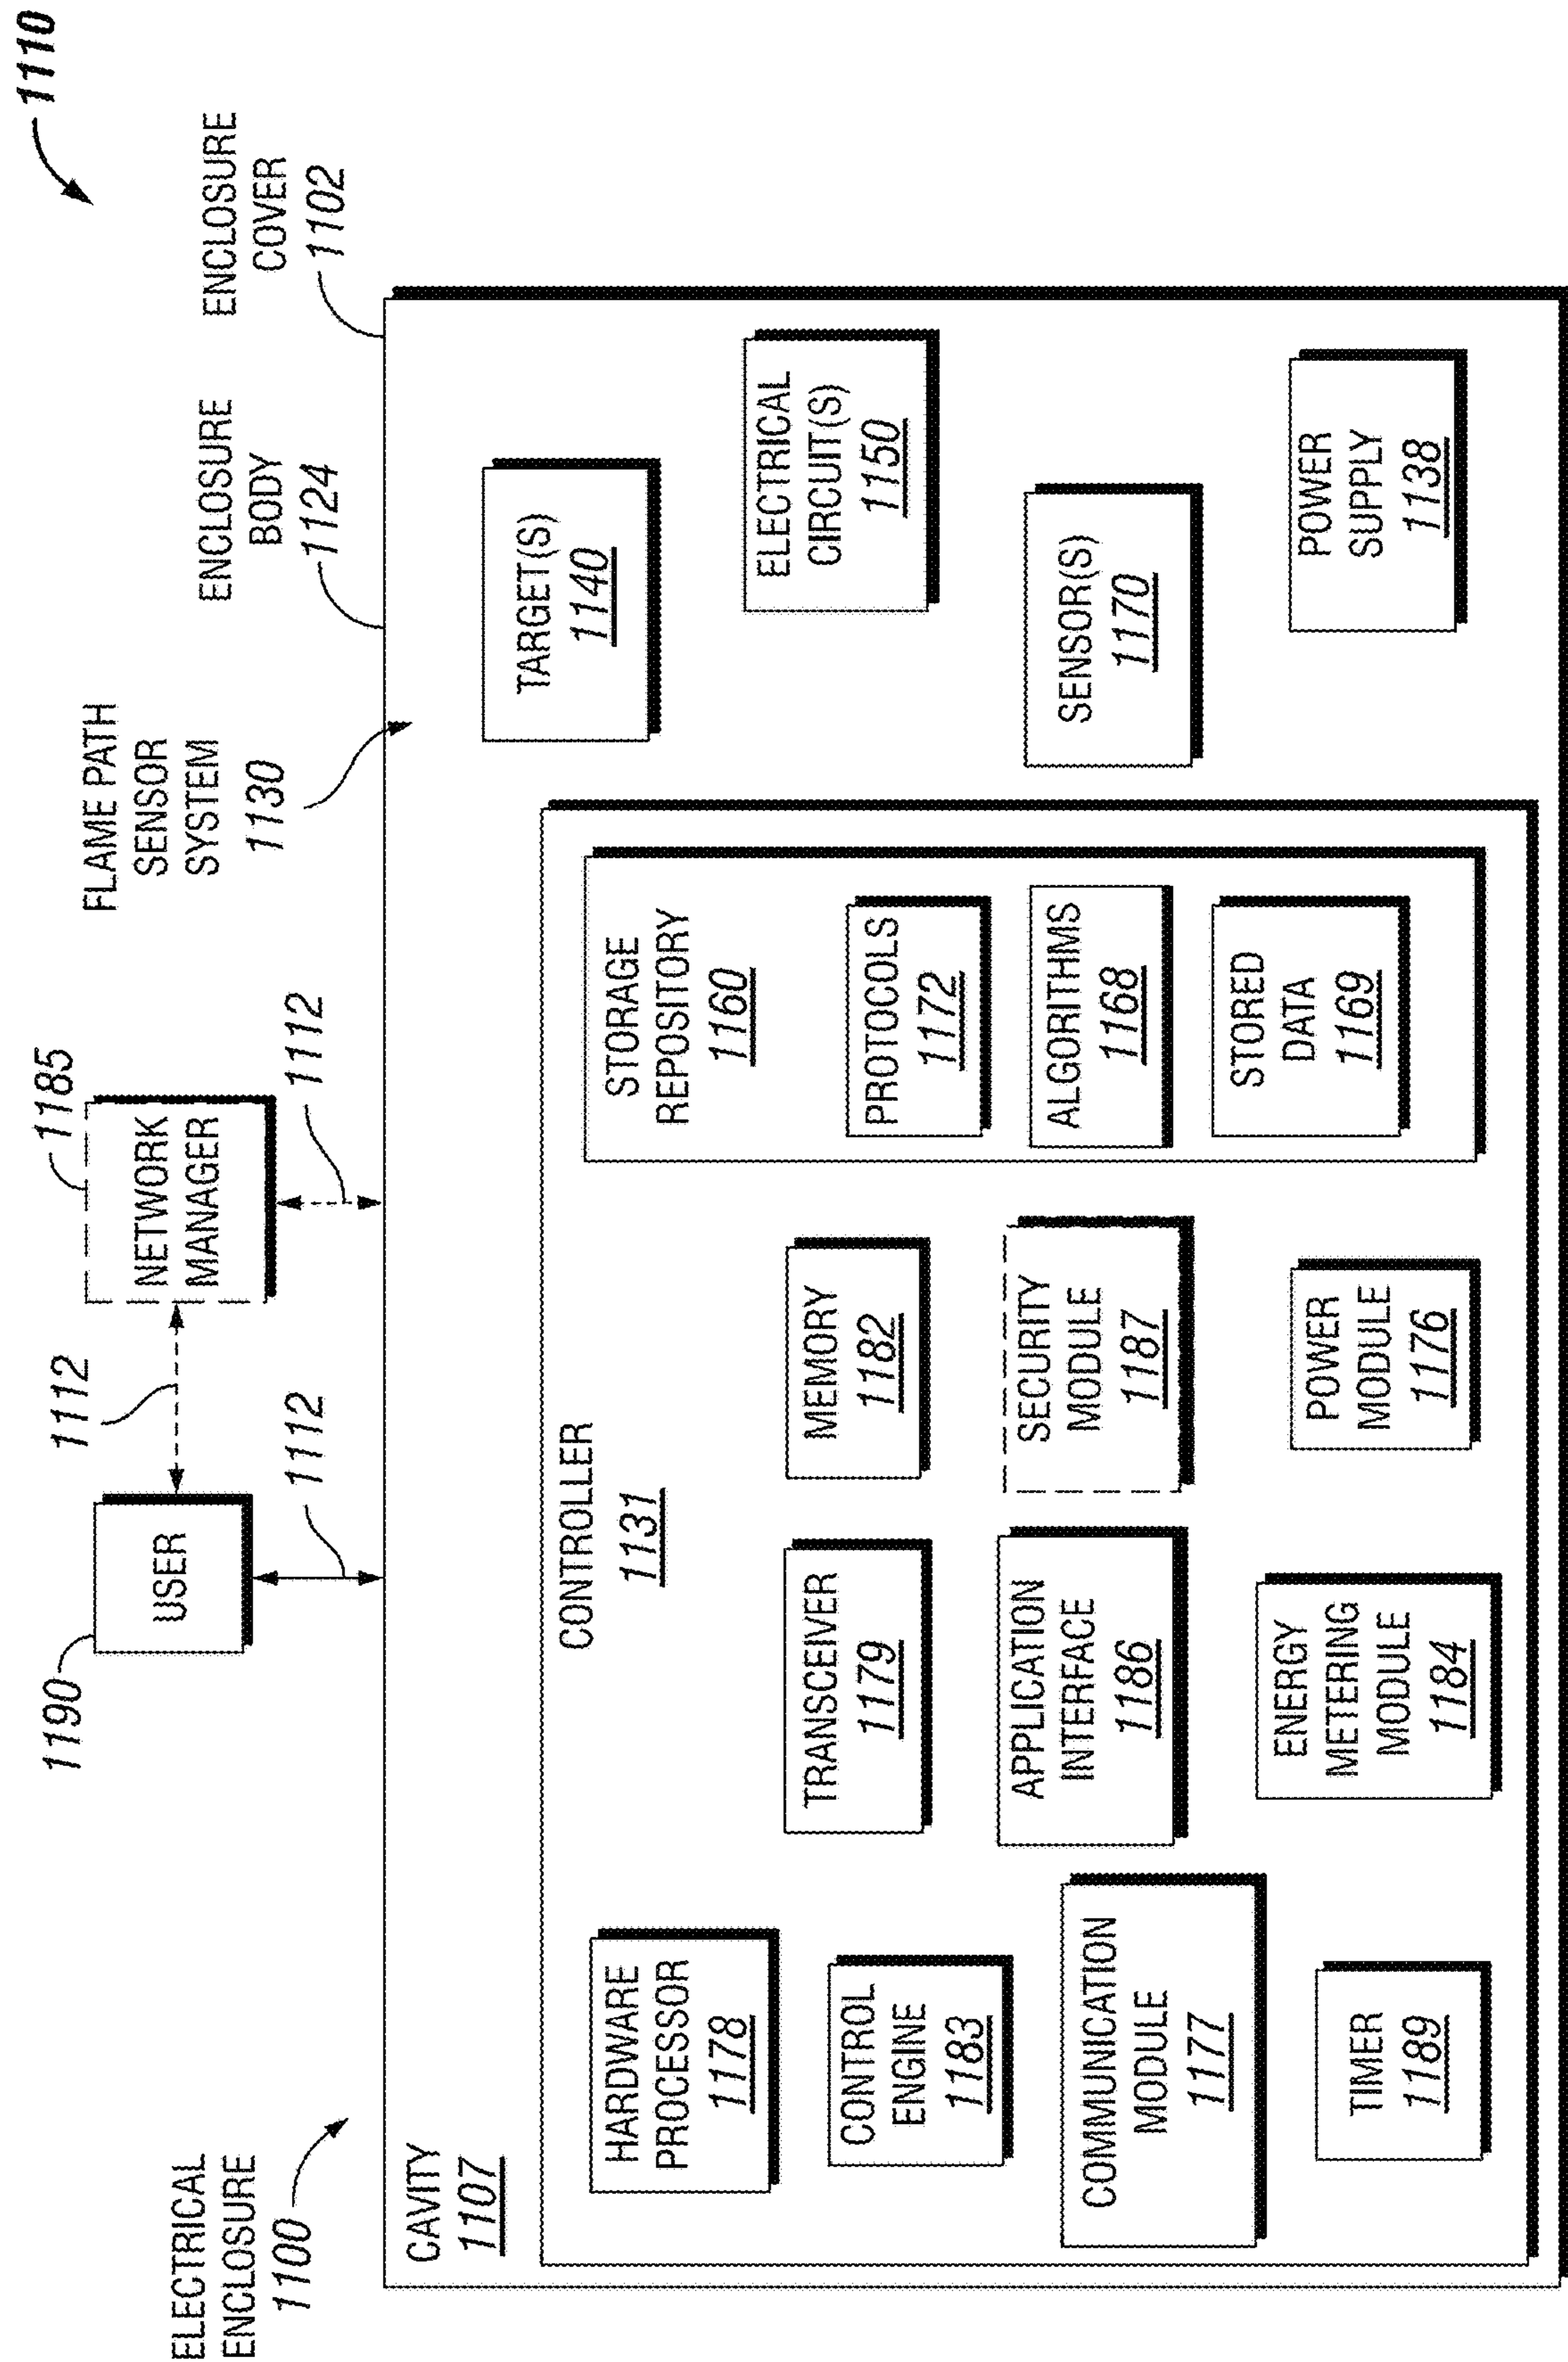 1110
ELECTRICAL
ENCLOSURE
1100
1190
USER
1112
1112
1185
NETWORK
MANAGER
1112
FLAME PATH
SENSOR
SYSTEM
1130
ENCLOSURE
BODY
1124
ENCLOSURE
COVER
1102
CAVITY
1107
CONTROLLER
1131
HARDWARE
PROCESSOR
1178
CONTROL
ENGINE
1183
COMMUNICATION
MODULE
1177
TIMER
1189
TRANSCEIVER
1179
APPLICATION
INTERFACE
1186
ENERGY
METERING
MODULE
1184
MEMORY
1182
SECURITY
MODULE
1187
POWER
MODULE
1176
STORAGE
REPOSITORY
1160
PROTOCOLS
1172
ALGORITHMS
1168
STORED
DATA
1169
TARGET(S)
1140
ELECTRICAL
CIRCUIT(S)
1150
SENSOR(S)
1170
POWER
SUPPLY
1138